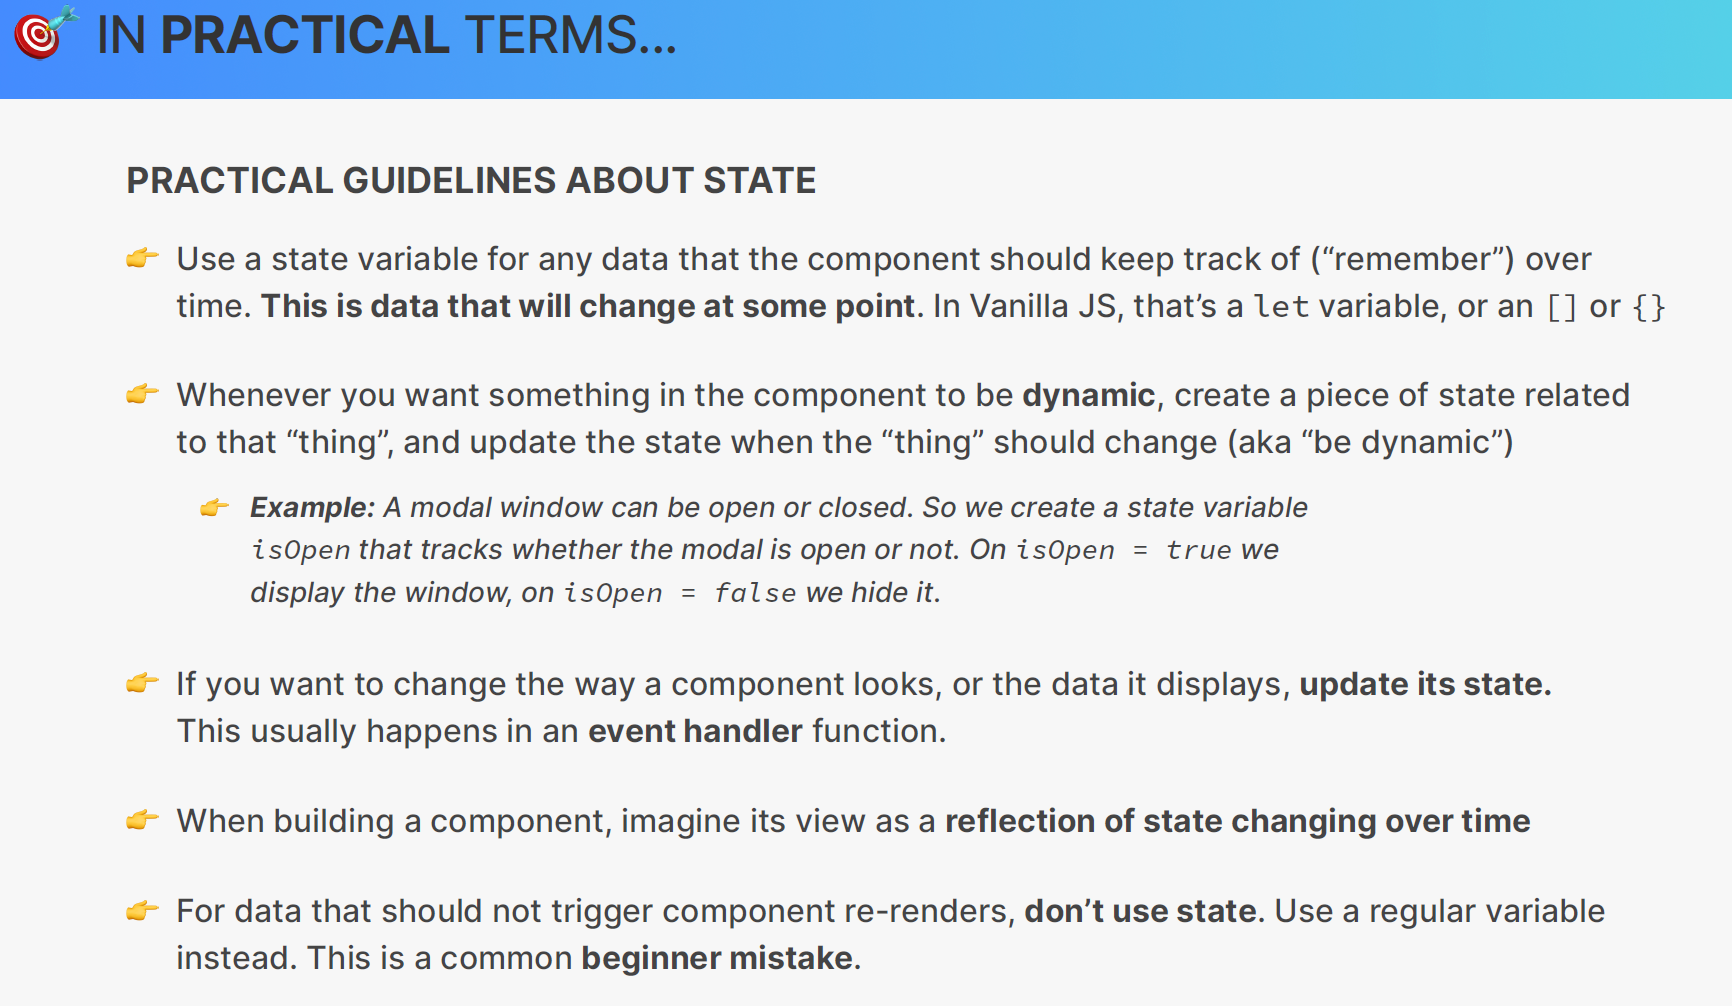 IN PRACTICAL TERMS...
PRACTICAL GUIDELINES ABOUT STATE
Use a state variable for any data that the component should keep track of (“remember”) over
time. This is data that will change at some point. In Vanilla JS, that’s a let variable, or an [] or {}
Whenever you want something in the component to be dynamic, create a piece of state related
to that “thing”, and update the state when the “thing” should change (aka “be dynamic”)
Example: A modal window can be open or closed. So we create a state variable
isOpen that tracks whether the modal is open or not. On isOpen = true we
display the window, on isOpen = false we hide it.
If you want to change the way a component looks, or the data it displays, update its state.
This usually happens in an event handler function.
When building a component, imagine its view as a reflection of state changing over time
For data that should not trigger component re-renders, don’t use state. Use a regular variable
instead. This is a common beginner mistake.